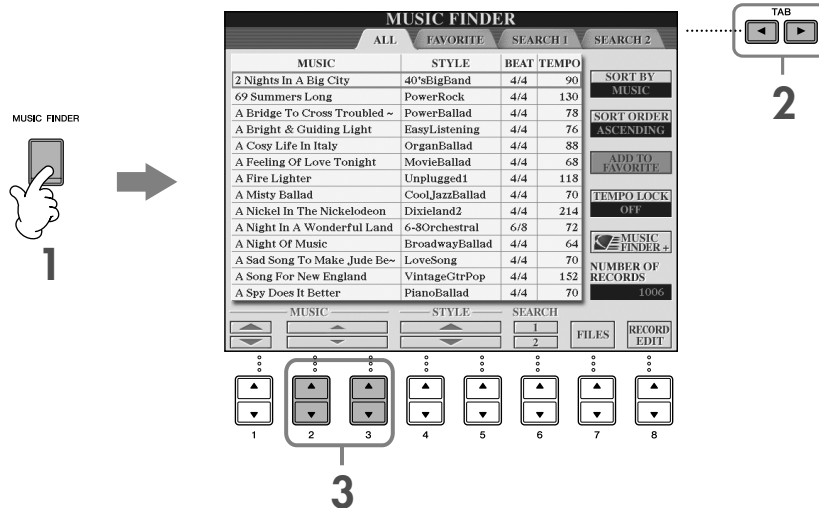 MUSIC FINDER
ALL FAVORITE SEARCH 1 SEARCH 2
TAB
2
MUSIC STYLE BEAT TEMPO
2 Nights In A Big City 40'sBigBand 4/4 90
69 Summers Long PowerRock 4/4 130
A Bridge To Cross Troubled ~ PowerBallad 4/4 78
A Bright & Guiding Light EasyListening 4/4 76
A Cosy Life In Italy OrganBallad 4/4 88
A Feeling Of Love Tonight MovieBallad 4/4 68
A Fire Lighter Unplugged1 4/4 118
A Misty Ballad CoolJazzBallad 4/4 70
A Nickel In The Nickelodeon Dixieland2 4/4 214
A Night In A Wonderful Land 6-8Orchestral 6/8 72
A Night Of Music BroadwayBallad 4/4 64
A Sad Song To Make Jude Be~ LoveSong 4/4 70
A Song For New England VintageGtrPop 4/4 152
A Spy Does It Better PianoBallad 4/4 70
SORT BY
MUSIC
SORT ORDER
ASCENDING
ADD TO
FAVORITE
TEMPO LOCK
OFF
MUSIC
FINDER +
NUMBER OF
RECORDS
1006
MUSIC FINDER
1
MUSIC STYLE SEARCH
1
2
FILES
RECORD
EDIT
1 2 3 4 5 6 7 8
3